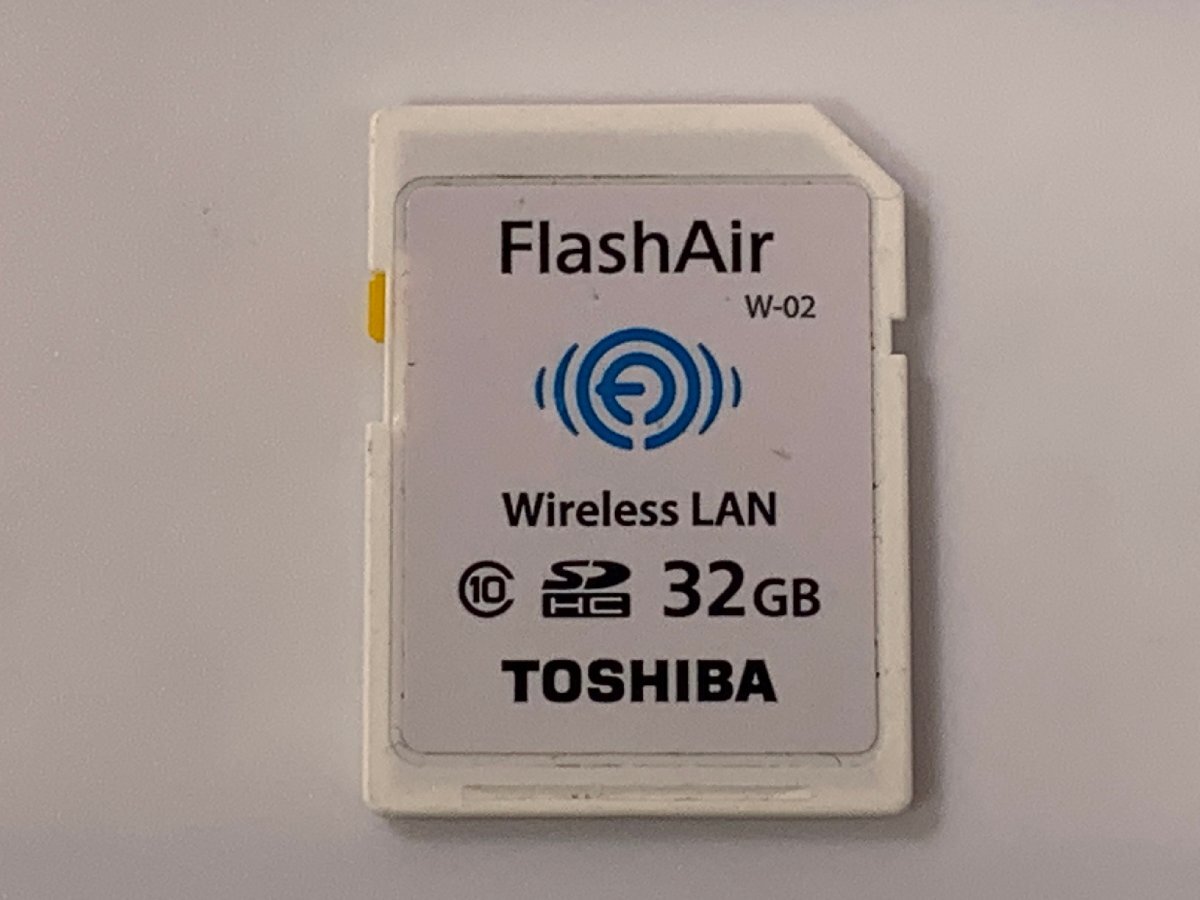 FlashAir
W-02
Wireless LAN
10 SD HC 32GB
TOSHIBA